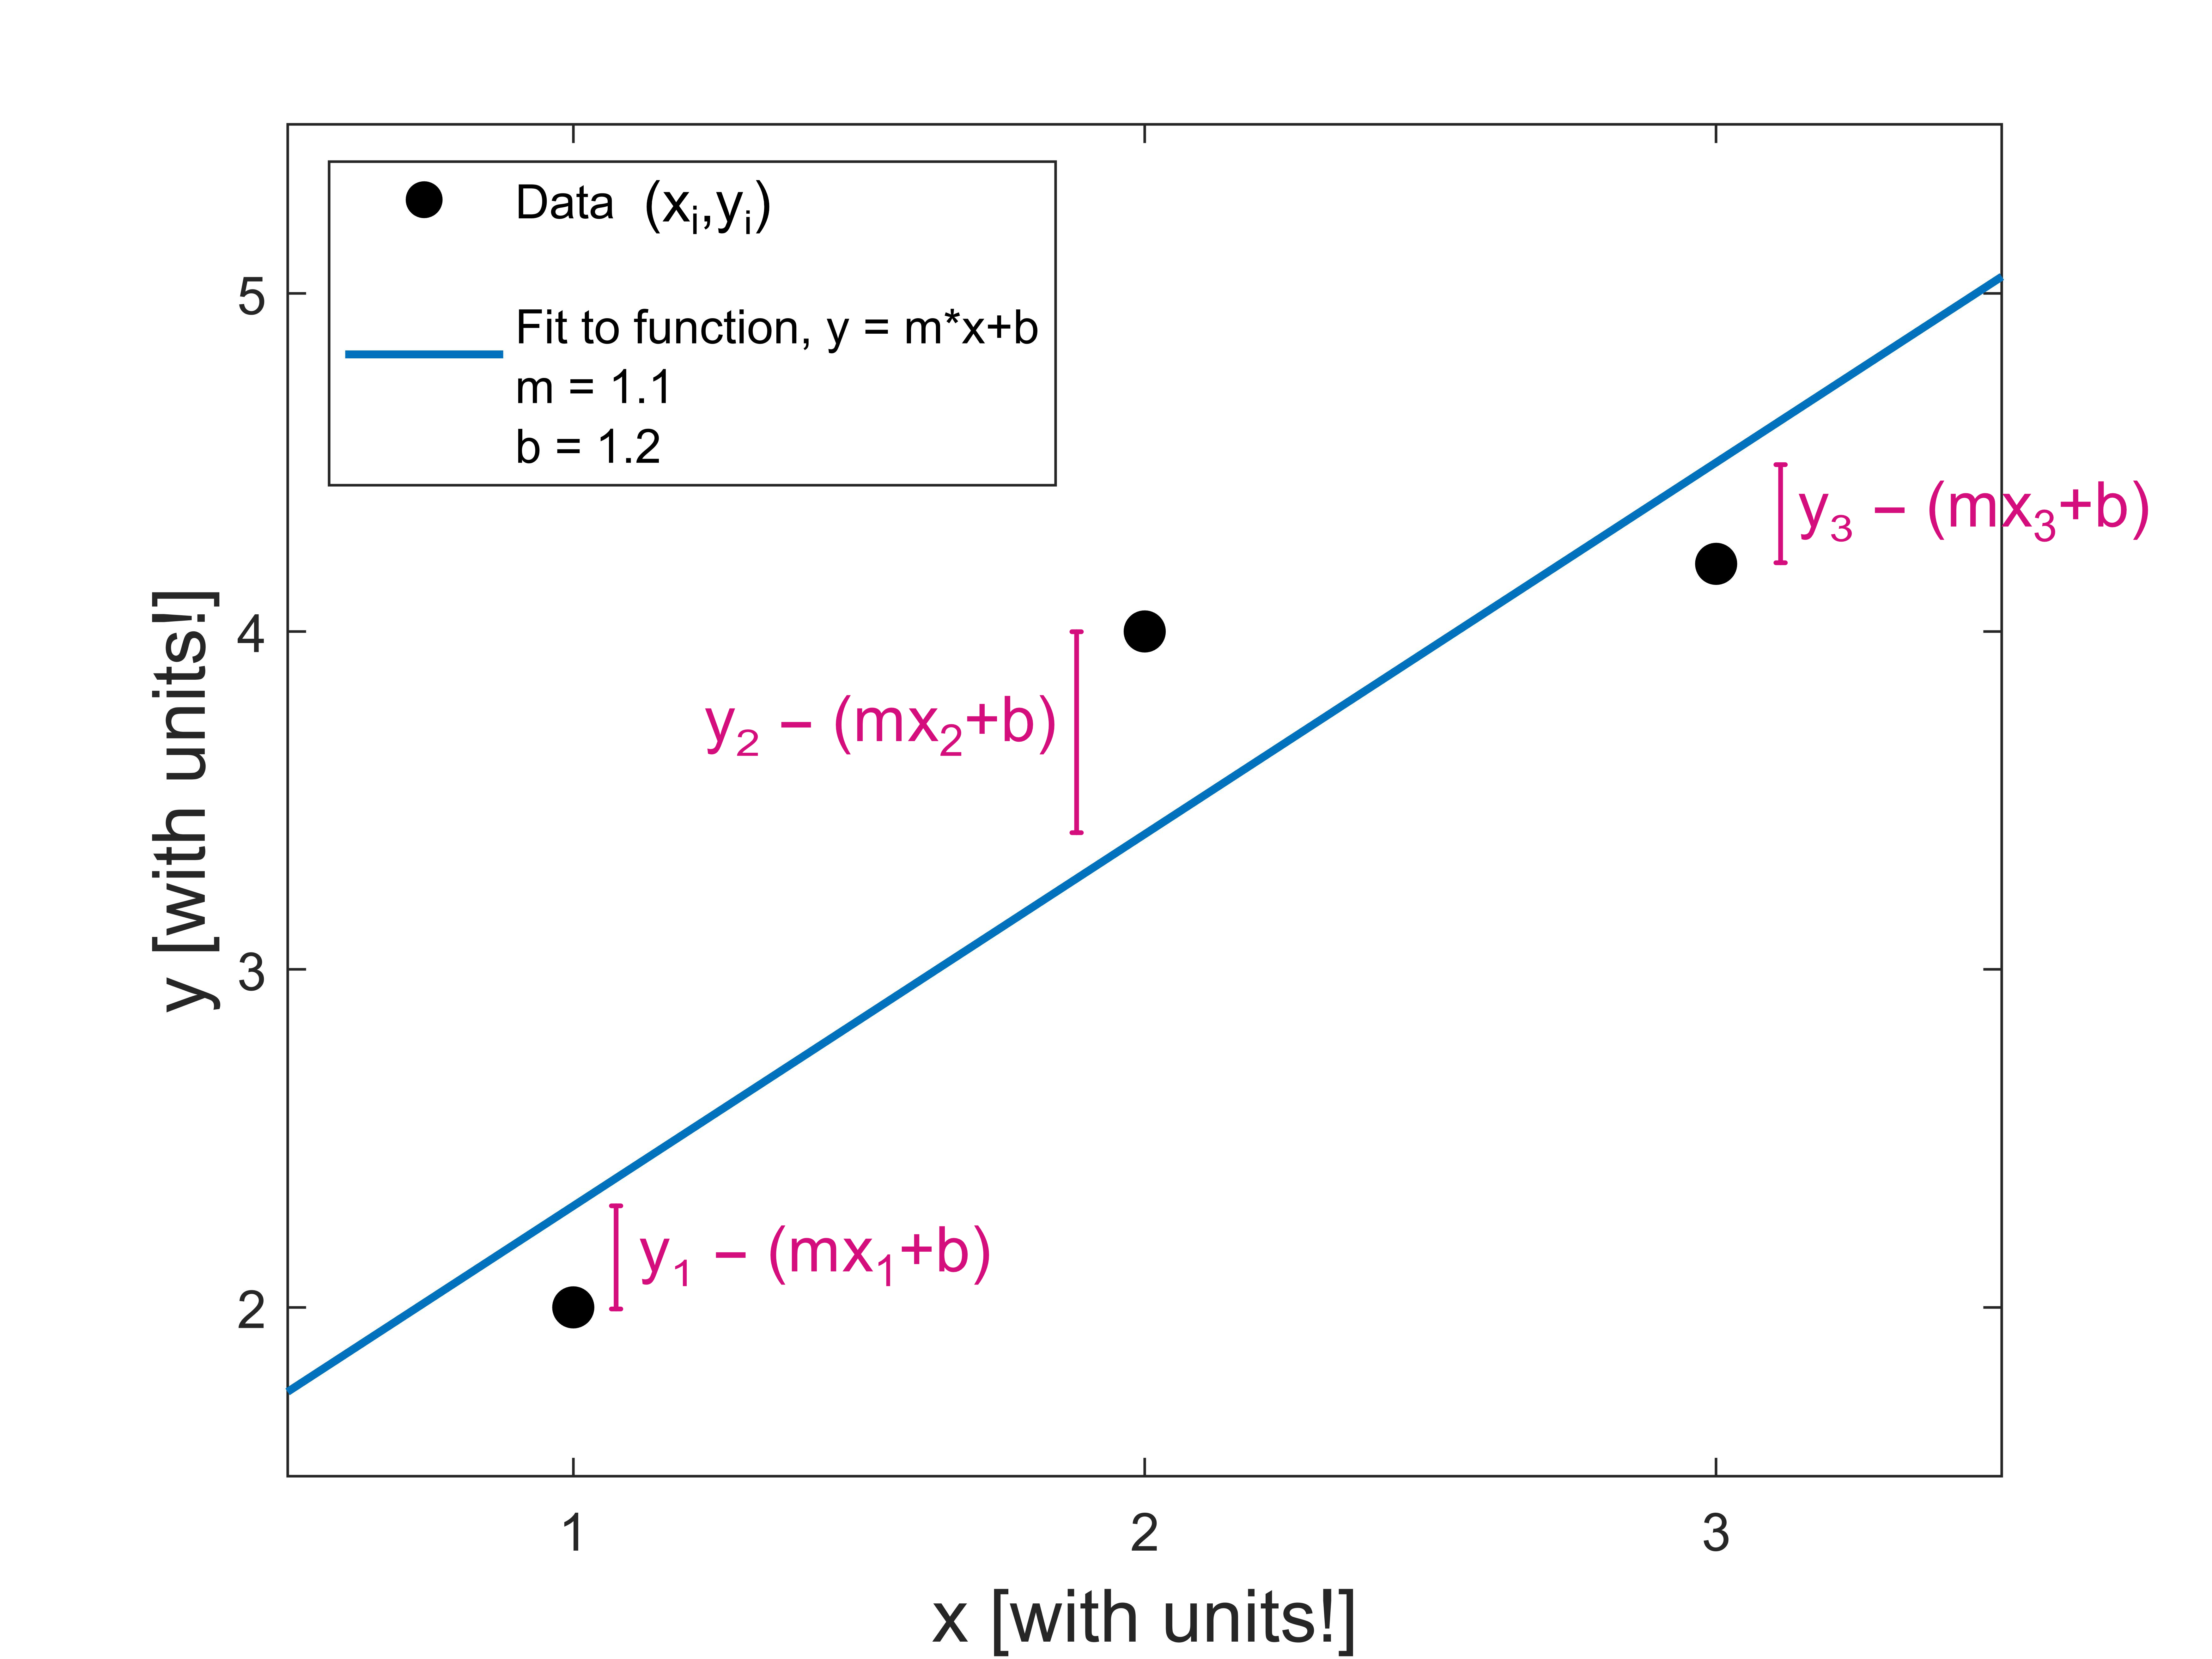 Data (xᵢ,yᵢ)
Fit to function, y = m*x+b
m = 1.1
b = 1.2
5
4
3
2
y [with units!]
y₃ – (mx₃+b)
y₂ – (mx₂+b)
y₁ – (mx₁+b)
1 2 3
x [with units!]